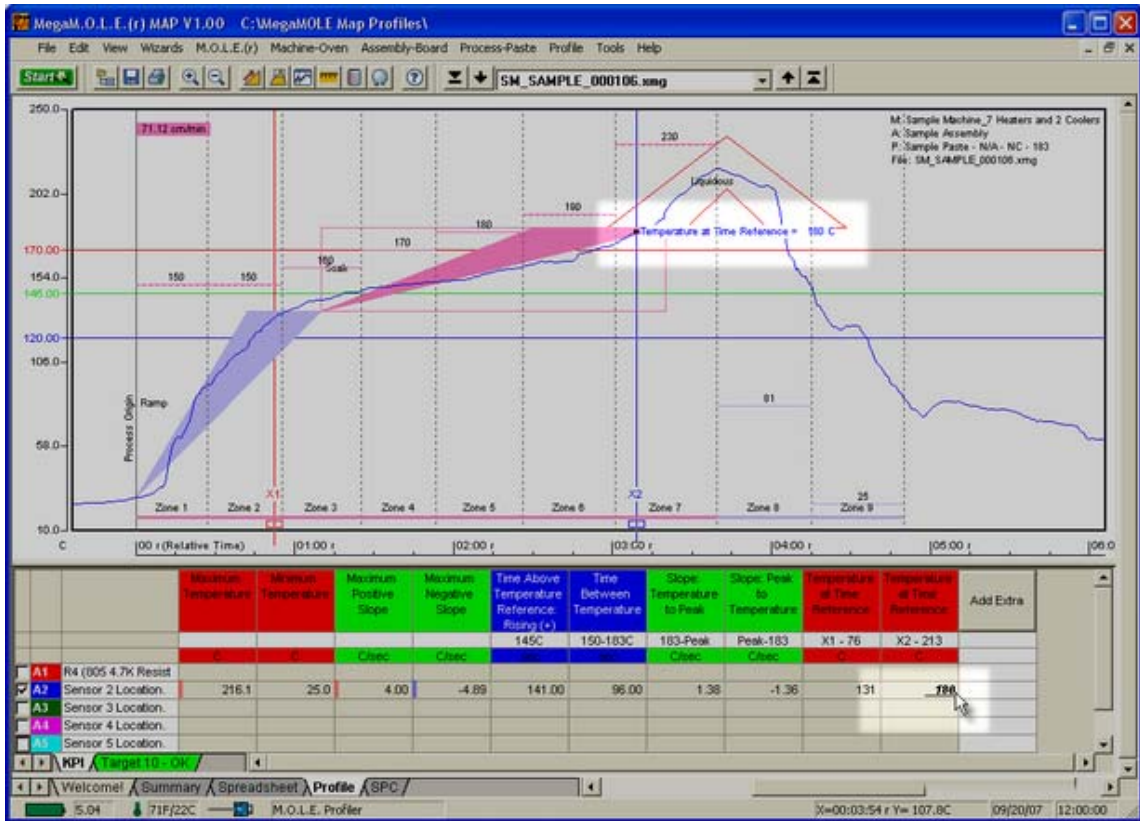 MegaM.O.L.E.(r) MAP V1.00 C:\MegaMOLE Map Profiles\
File Edit View Wizards M.O.L.E.(r) Machine-Oven Assembly-Board Process-Paste Profile Tools Help
Start
SM_SAMPLE_000106.xmg
260.0
71.12 cm/min
M: Sample Machine_7 Heaters and 2 Coolers
A: Sample Assembly
P: Sample Paste - N/A - NC - 183
File: SM_SAMPLE_000106.xmg
230
Liquidous
202.0
190
180
Temperature at Time Reference = 180 C
170
170.00
160
Soak
154.0
150 150
145.00
120.00
106.0
81
Process Origin
Ramp
58.0
X1 X2
25
Zone 1 Zone 2 Zone 3 Zone 4 Zone 5 Zone 6 Zone 7 Zone 8 Zone 9
10.0
C 00 r (Relative Time) 01:00 r 02:00 r 03:00 r 04:00 r 05:00 r 06:0
Maximum Temperature
Minimum Temperature
Maximum Positive Slope
Maximum Negative Slope
Time Above Temperature Reference: Rising (+)
Time Between Temperature
Slope: Temperature to Peak
Slope: Peak to Temperature
Temperature at Time Reference
Temperature at Time Reference
Add Extra
145C 150-183C 183-Peak Peak-183 X1 - 76 X2 - 213
C C C/sec C/sec C/sec C/sec C C
A1 R4 (805 4.7K Resist
A2 Sensor 2 Location. 216.1 25.0 4.00 -4.89 141.00 96.00 1.38 -1.36 131 180
A3 Sensor 3 Location.
A4 Sensor 4 Location.
A5 Sensor 5 Location.
KPI Target 10 - OK
Welcome! Summary Spreadsheet Profile SPC
5.04 71F/22C M.O.L.E. Profiler X=00:03:54 r Y= 107.8C 09/20/07 12:00:00